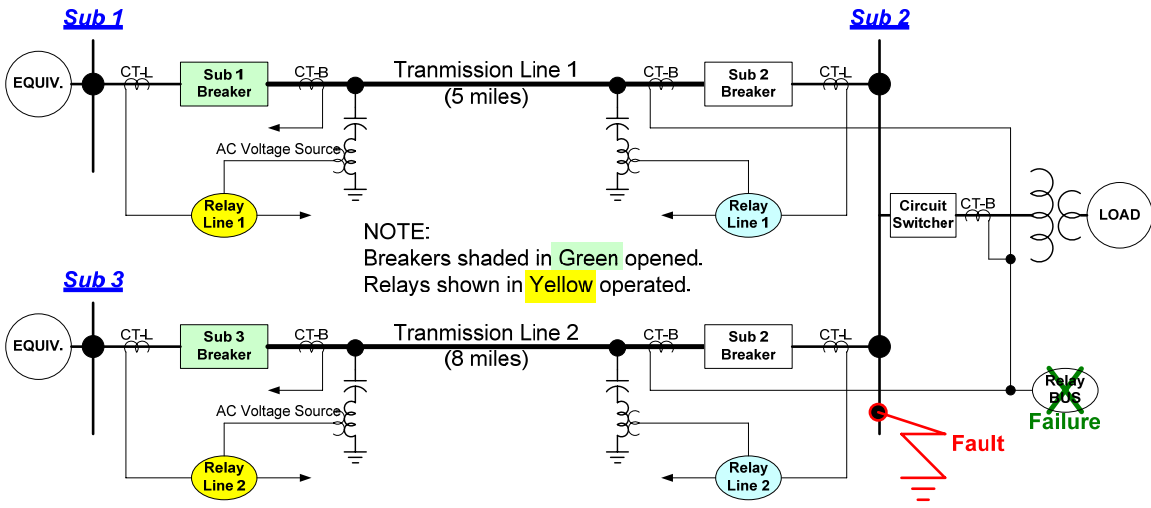 Sub 1
Sub 2
EQUIV.
CT-L
Sub 1
Breaker
CT-B
Tranmission Line 1
(5 miles)
CT-B
Sub 2
Breaker
CT-L
AC Voltage Source
Relay
Line 1
Relay
Line 1
Circuit
Switcher
CT-B
LOAD
NOTE:
Breakers shaded in Green opened.
Relays shown in Yellow operated.
Sub 3
EQUIV.
CT-L
Sub 3
Breaker
CT-B
Tranmission Line 2
(8 miles)
CT-B
Sub 2
Breaker
CT-L
AC Voltage Source
Relay
BUS
Failure
Fault
Relay
Line 2
Relay
Line 2